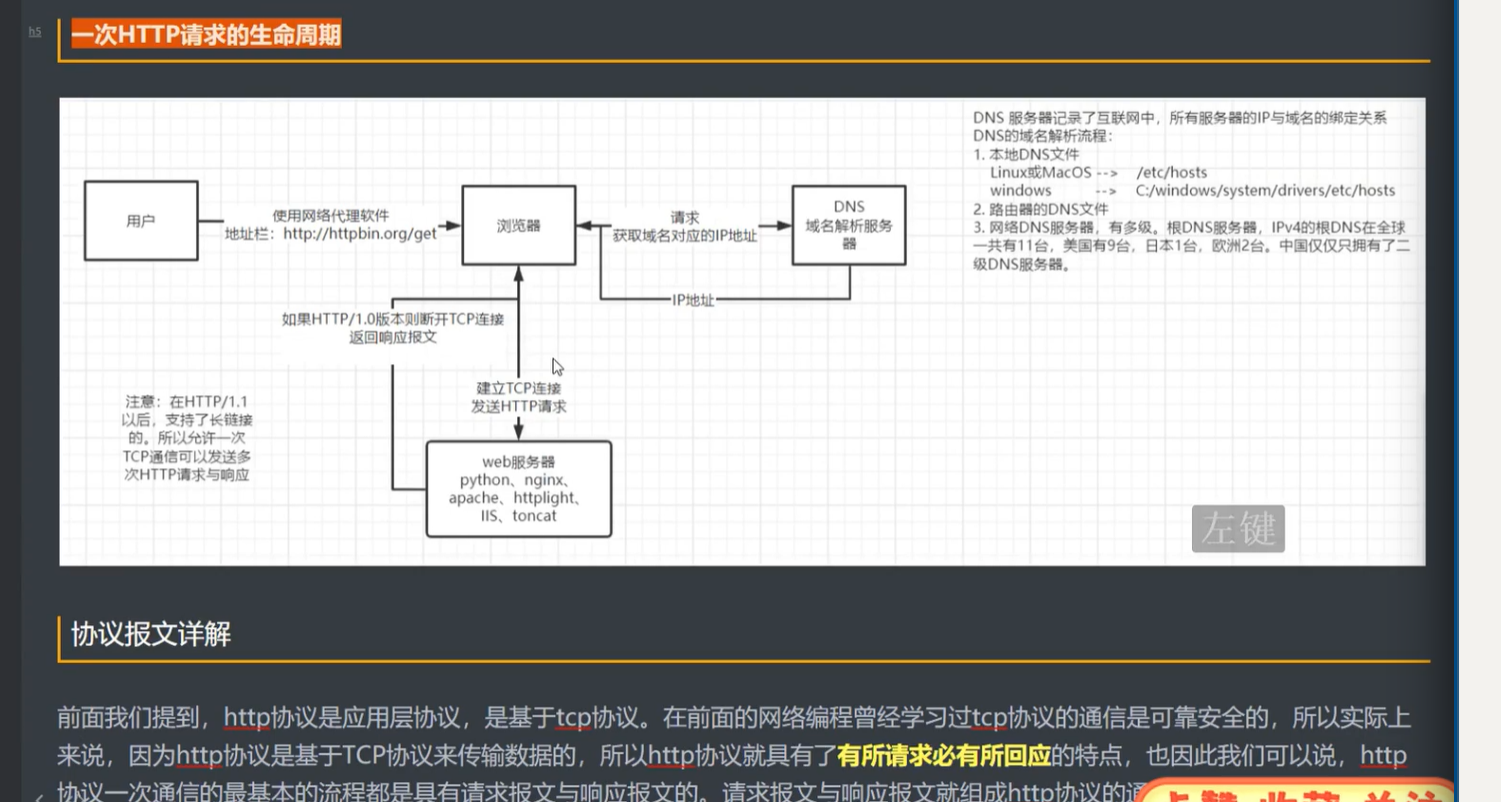 h5
一次HTTP请求的生命周期
DNS 服务器记录了互联网中，所有服务器的IP与域名的绑定关系
DNS的域名解析流程：
1. 本地DNS文件
Linux或MacOS --> /etc/hosts
windows --> C:/windows/system/drivers/etc/hosts
2. 路由器的DNS文件
3. 网络DNS服务器，有多级。根DNS服务器，IPv4的根DNS在全球
一共有11台，美国有9台，日本1台，欧洲2台。中国仅仅只拥有了二
级DNS服务器。
用户
使用网络代理软件
地址栏：http://httpbin.org/get
浏览器
请求
获取域名对应的IP地址
DNS
域名解析服务
器
IP地址
如果HTTP/1.0版本则断开TCP连接
返回响应报文
建立TCP连接
发送HTTP请求
注意：在HTTP/1.1
以后，支持了长链接
的。所以允许一次
TCP通信可以发送多
次HTTP请求与响应
web服务器
python、nginx、
apache、httplight、
IIS、toncat
左键
协议报文详解
前面我们提到，http协议是应用层协议，是基于tcp协议。在前面的网络编程曾经学习过tcp协议的通信是可靠安全的，所以实际上
来说，因为http协议是基于TCP协议来传输数据的，所以http协议就具有了有所请求必有所回应的特点，也因此我们可以说，http
协议一次通信的最基本的流程都是具有请求报文与响应报文的。请求报文与响应报文就组成http协议的通
点赞 收藏 关注